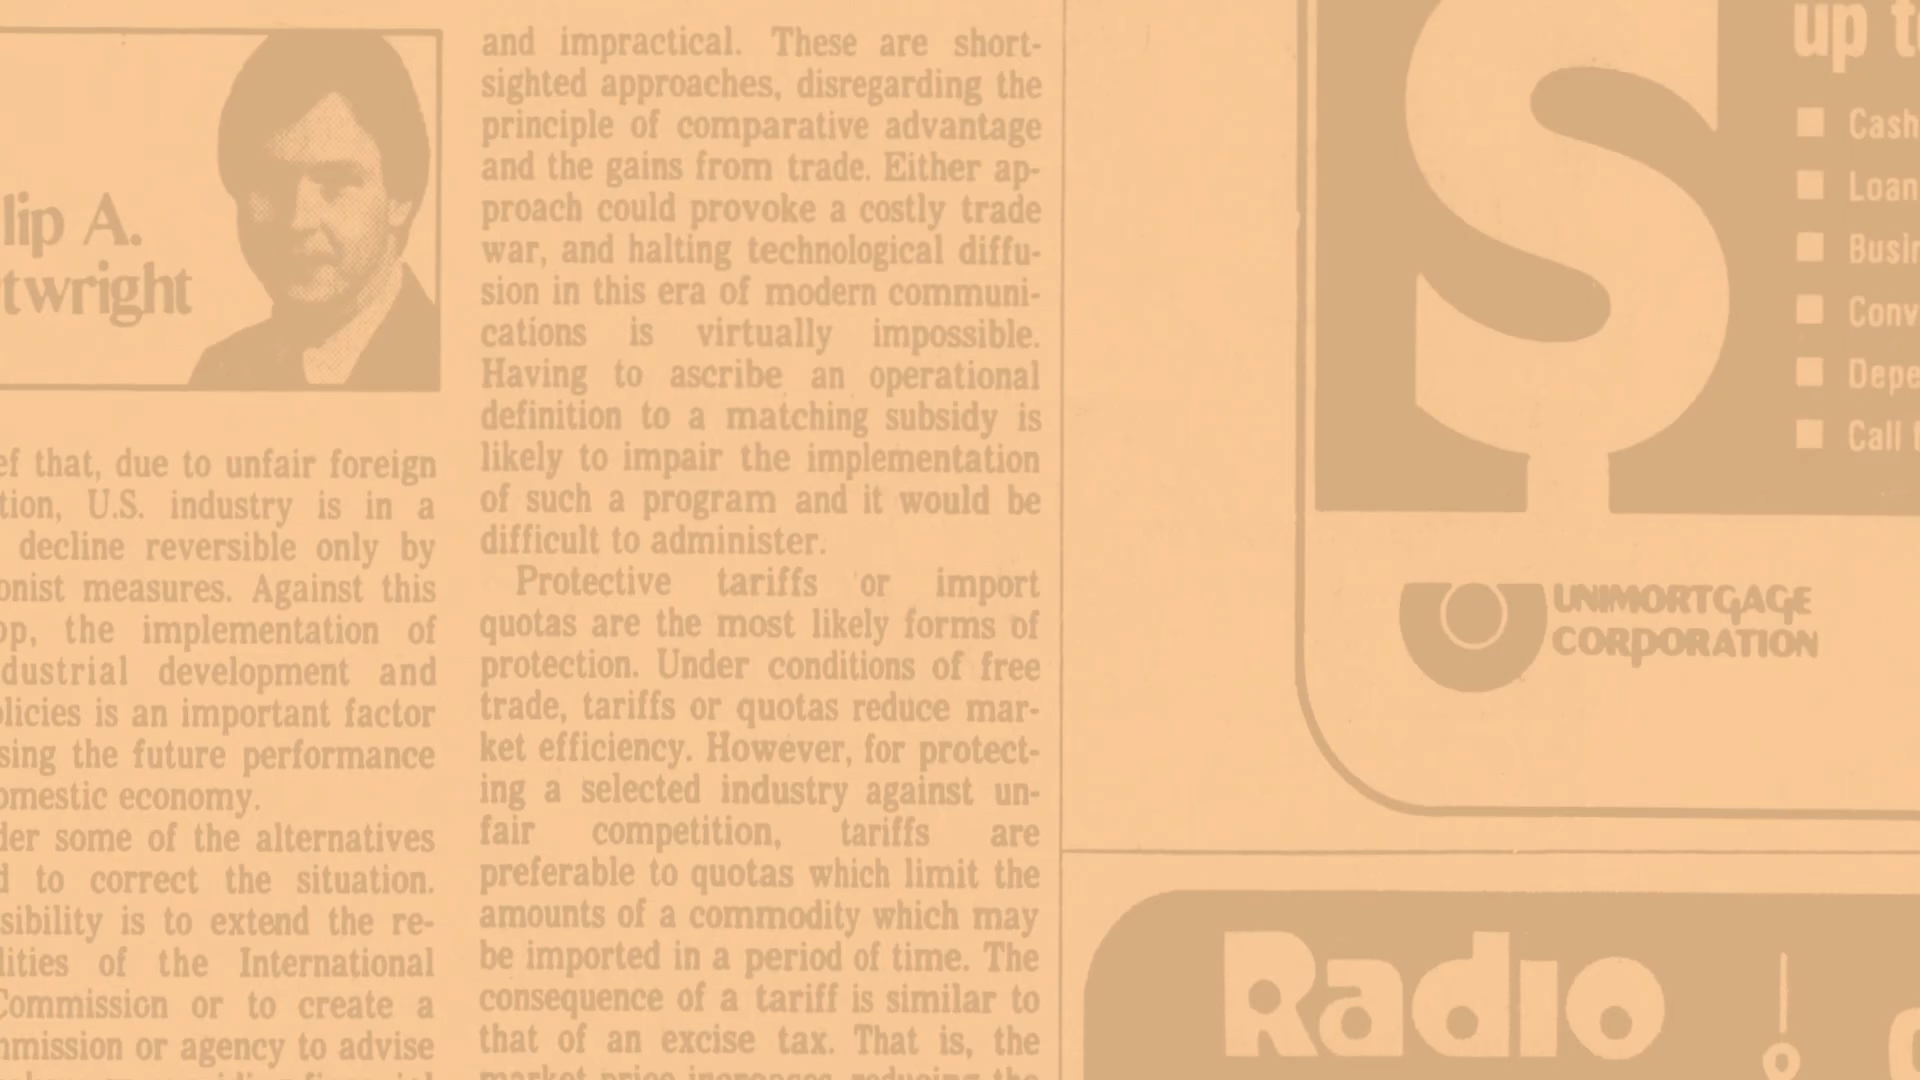 lip A.
twright
ef that, due to unfair foreign
tion, U.S. industry is in a
decline reversible only by
onist measures. Against this
op, the implementation of
dustrial development and
licies is an important factor
sing the future performance
omestic economy.
der some of the alternatives
d to correct the situation.
sibility is to extend the re-
lities of the International
Commission or to create a
mmission or agency to advise
and impractical. These are short-
sighted approaches, disregarding the
principle of comparative advantage
and the gains from trade. Either ap-
proach could provoke a costly trade
war, and halting technological diffu-
sion in this era of modern communi-
cations is virtually impossible.
Having to ascribe an operational
definition to a matching subsidy is
likely to impair the implementation
of such a program and it would be
difficult to administer.
Protective tariffs or import
quotas are the most likely forms of
protection. Under conditions of free
trade, tariffs or quotas reduce mar-
ket efficiency. However, for protect-
ing a selected industry against un-
fair competition, tariffs are
preferable to quotas which limit the
amounts of a commodity which may
be imported in a period of time. The
consequence of a tariff is similar to
that of an excise tax. That is, the
market price increases, reducing the
S
up to
Cash
Loan
Busin
Conv
Depe
Call f
UNIMORTGAGE
CORPORATION
Radio